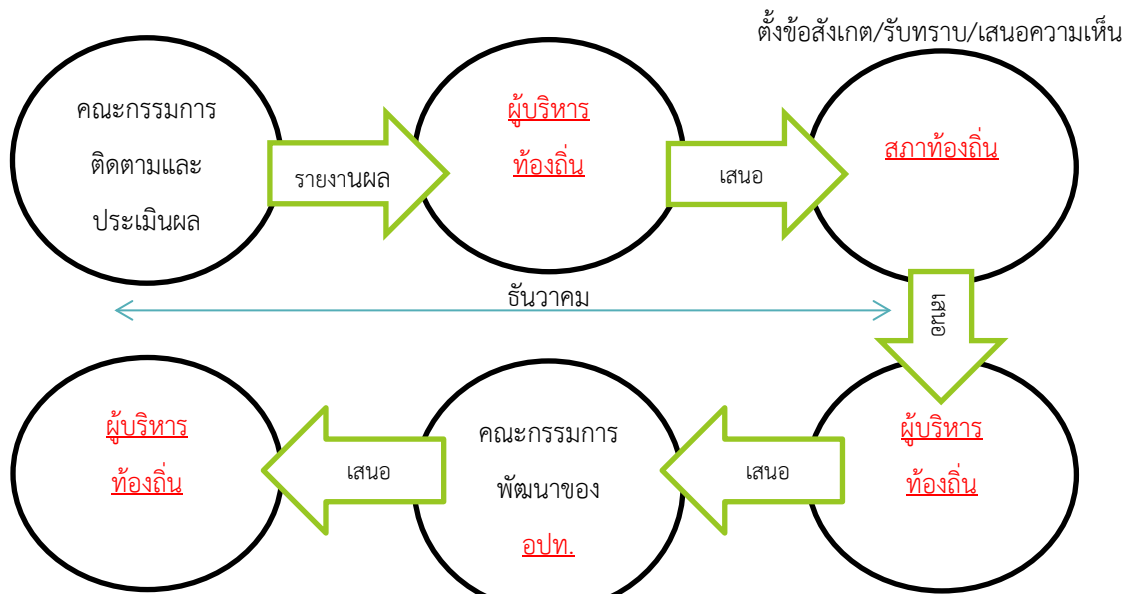 ตั้งข้อสังเกต/รับทราบ/เสนอความเห็น
คณะกรรมการ
ติดตามและ
ประเมินผล
รายงานผล
ผู้บริหาร
ท้องถิ่น
เสนอ
สภาท้องถิ่น
ธันวาคม
เสนอ
ผู้บริหาร
ท้องถิ่น
เสนอ
คณะกรรมการ
พัฒนาของ
อปท.
เสนอ
ผู้บริหาร
ท้องถิ่น